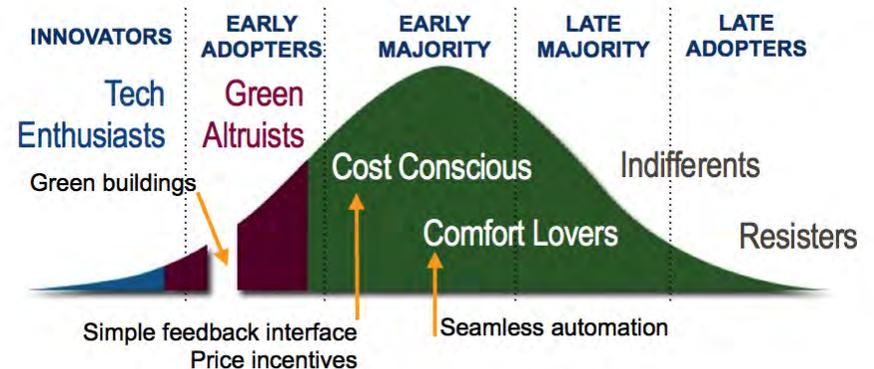 INNOVATORS
EARLY
ADOPTERS
EARLY
MAJORITY
LATE
MAJORITY
LATE
ADOPTERS
Tech
Enthusiasts
Green
Altruists
Green buildings
Cost Conscious
Comfort Lovers
Indifferents
Resisters
Simple feedback interface
Price incentives
Seamless automation